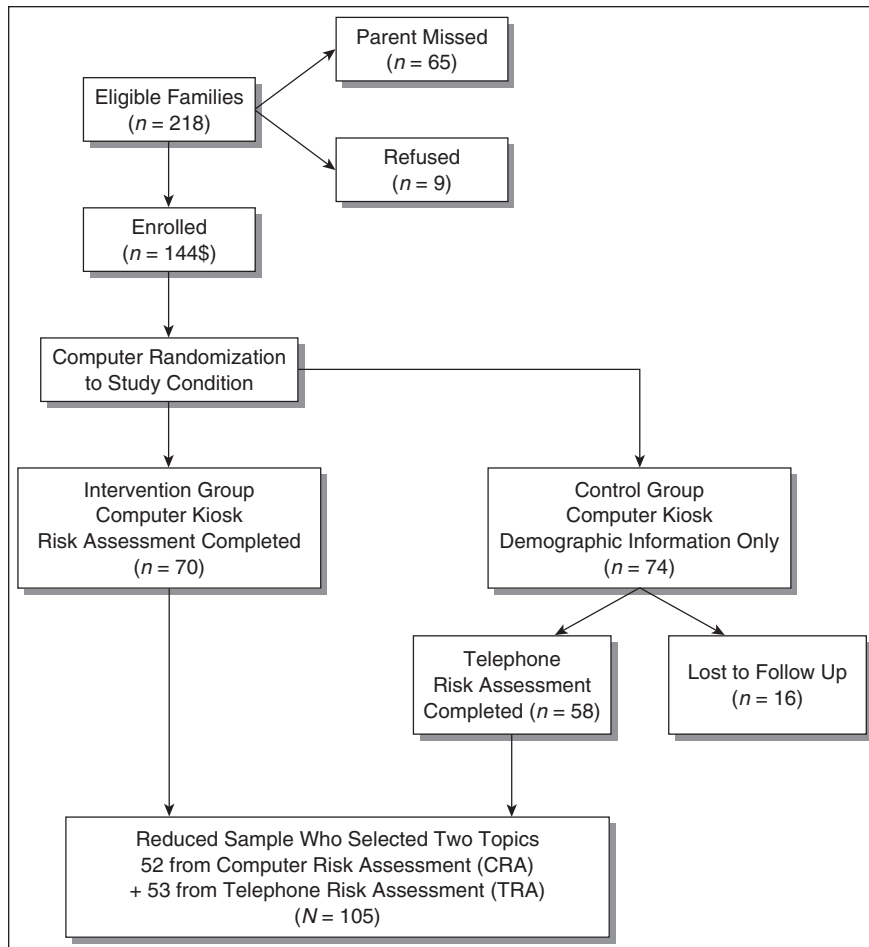 Parent Missed
(n = 65)
Eligible Families
(n = 218)
Refused
(n = 9)
Enrolled
(n = 144$)
Computer Randomization
to Study Condition
Intervention Group
Computer Kiosk
Risk Assessment Completed
(n = 70)
Control Group
Computer Kiosk
Demographic Information Only
(n = 74)
Telephone
Risk Assessment
Completed (n = 58)
Lost to Follow Up
(n = 16)
Reduced Sample Who Selected Two Topics
52 from Computer Risk Assessment (CRA)
+ 53 from Telephone Risk Assessment (TRA)
(N = 105)